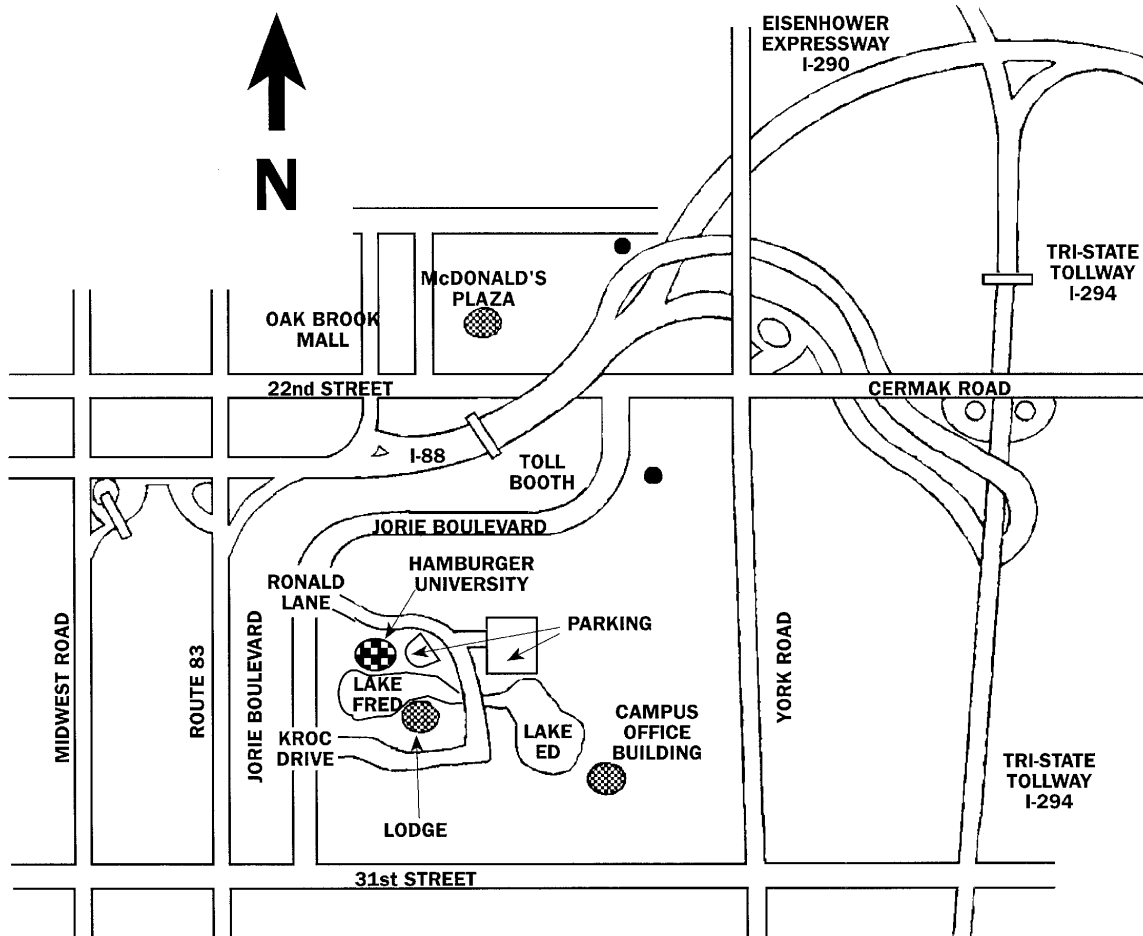 EISENHOWER
EXPRESSWAY
I-290
N
TRI-STATE
TOLLWAY
I-294
McDONALD'S
PLAZA
OAK BROOK
MALL
22nd STREET
CERMAK ROAD
I-88
TOLL
BOOTH
JORIE BOULEVARD
HAMBURGER
UNIVERSITY
RONALD
LANE
PARKING
MIDWEST ROAD
ROUTE 83
JORIE BOULEVARD
YORK ROAD
LAKE
FRED
LAKE
ED
CAMPUS
OFFICE
BUILDING
KROC
DRIVE
TRI-STATE
TOLLWAY
I-294
LODGE
31st STREET